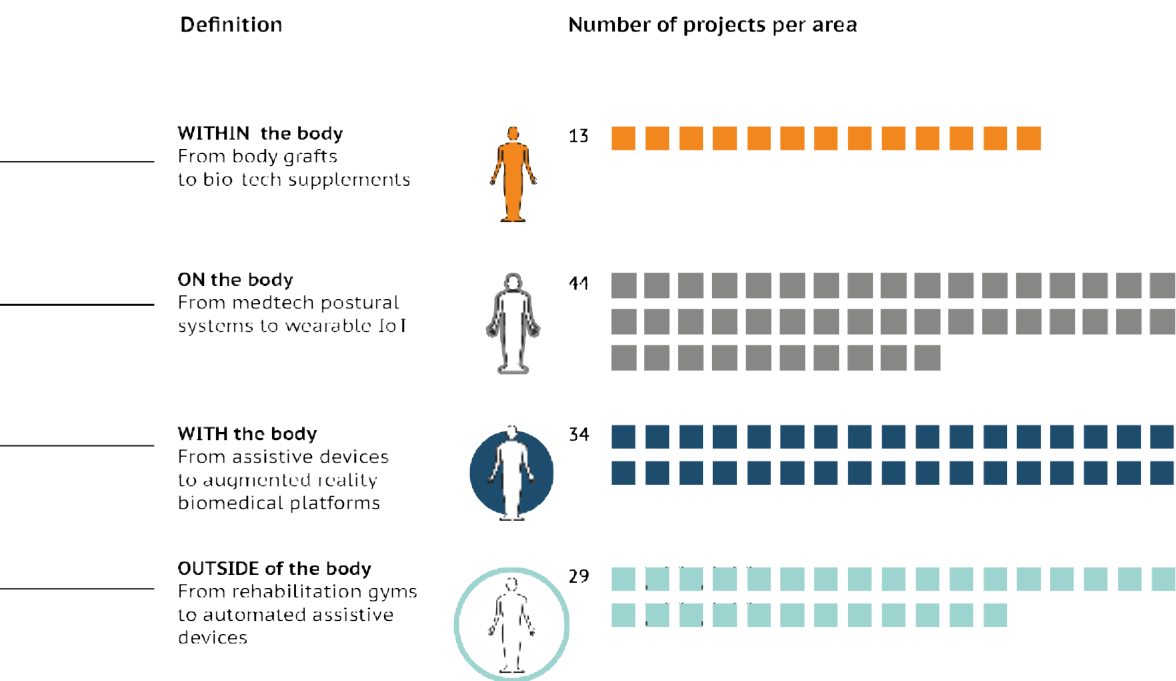 Definition
Number of projects per area
WITHIN the body
From body grafts
to bio-tech supplements
13
ON the body
From medtech postural
systems to wearable IoT
44
WITH the body
From assistive devices
to augmented reality
biomedical platforms
34
OUTSIDE of the body
From rehabilitation gyms
to automated assistive
devices
29